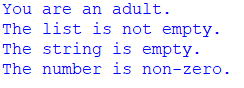 You are an adult.
The list is not empty.
The string is empty.
The number is non-zero.